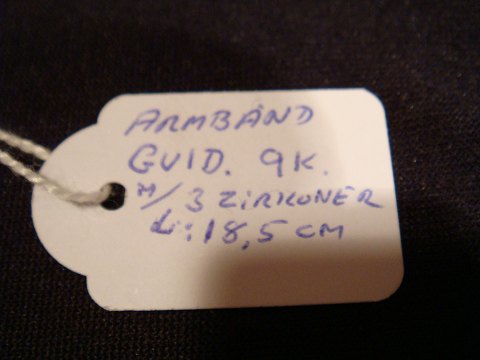 ARMBÅND
GULD. 9K.
M/3 ZIRKONER
L: 18,5 CM